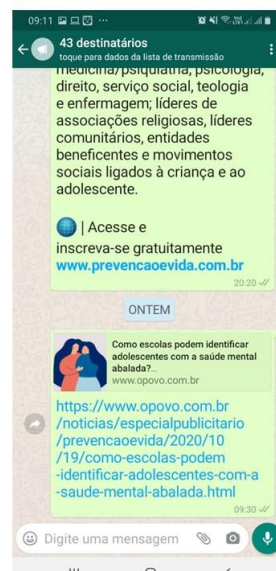 09:11
43 destinatários
toque para dados da lista de transmissão
medicina/psiquiatria, psicologia,
direito, serviço social, teologia
e enfermagem; líderes de
associações religiosas, líderes
comunitários, entidades
beneficentes e movimentos
sociais ligados à criança e ao
adolescente.
| Acesse e
inscreva-se gratuitamente
www.prevencaoevida.com.br
20:20
ONTEM
Como escolas podem identificar
adolescentes com a saúde mental
abalada?...
www.opovo.com.br
https://www.opovo.com.br
/noticias/especialpublicitario
/prevencaoevida/2020/10
/19/como-escolas-podem
-identificar-adolescentes-com-a
-saude-mental-abalada.html
09:30
Digite uma mensagem